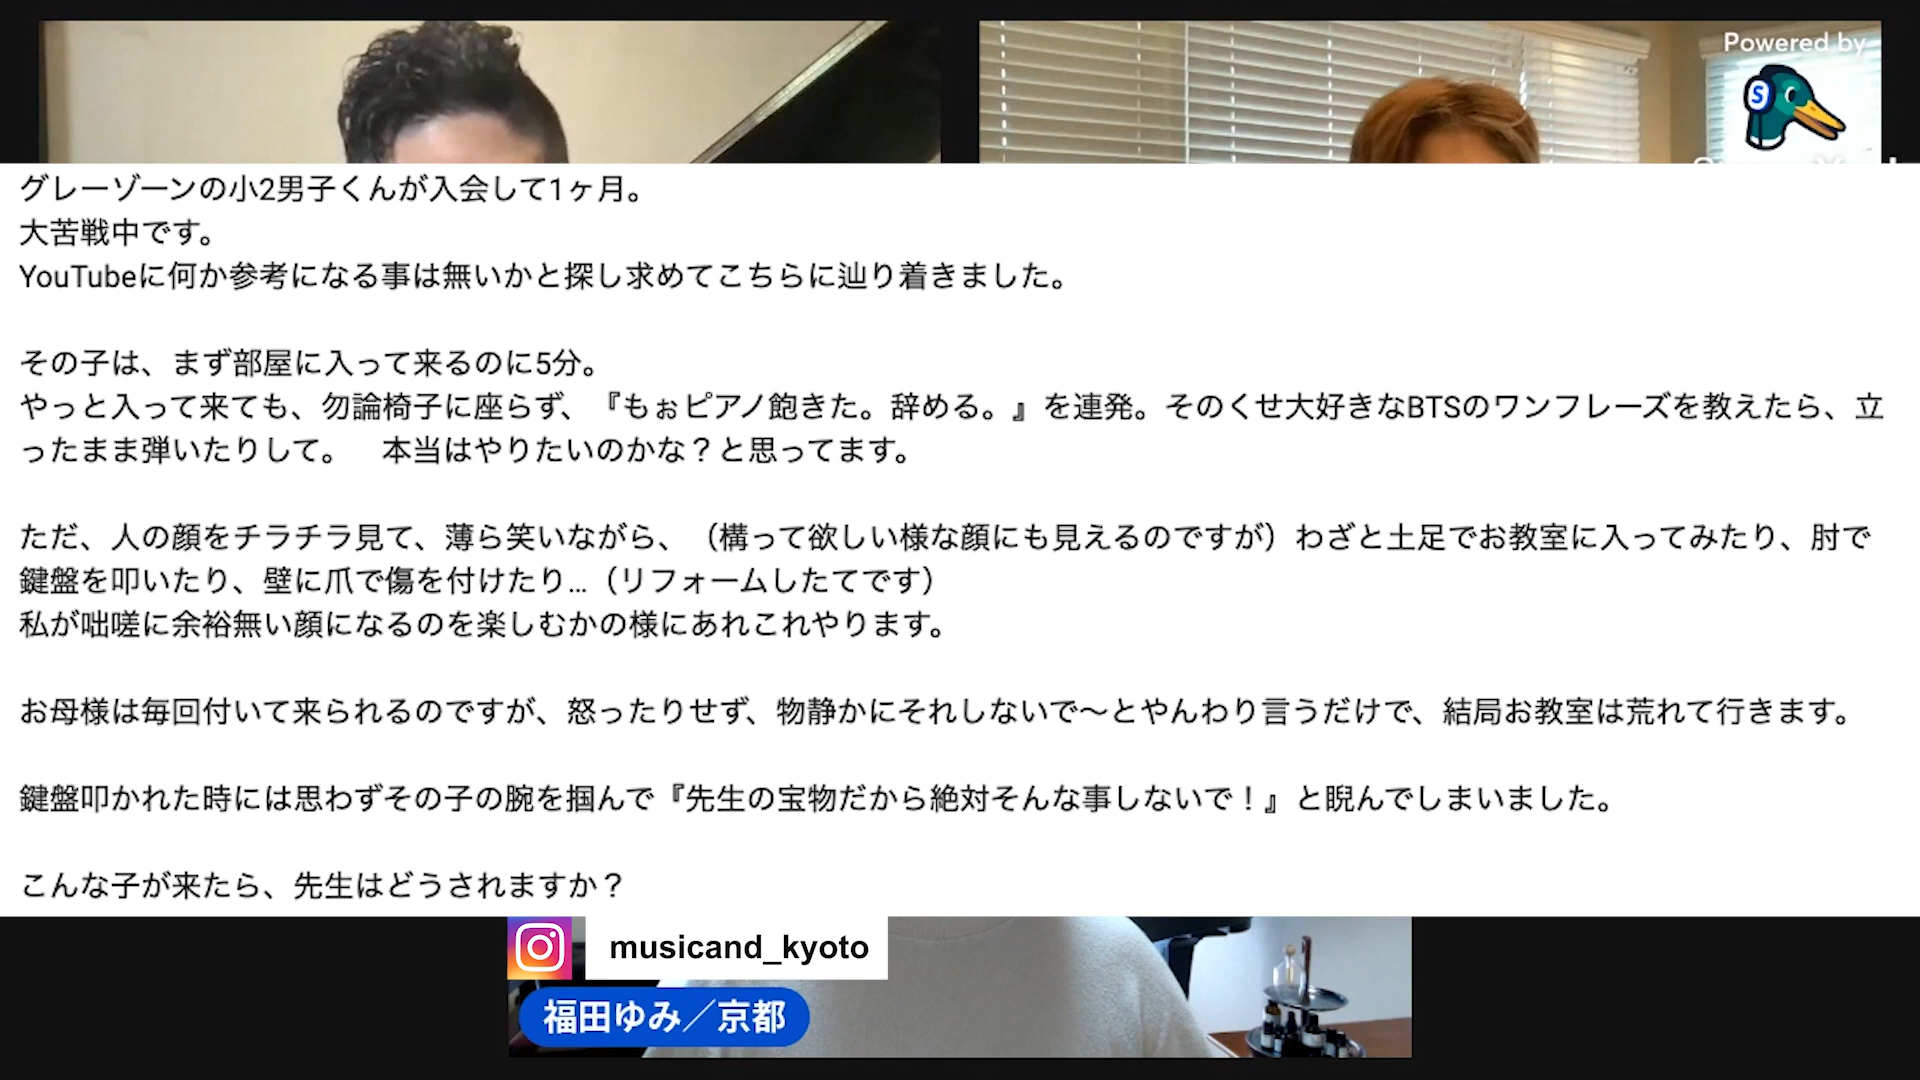 Powered by
S
グレーゾーンの小2男子くんが入会して1ヶ月。
大苦戦中です。
YouTubeに何か参考になる事は無いかと探し求めてこちらに辿り着きました。
その子は、まず部屋に入って来るのに5分。
やっと入って来ても、勿論椅子に座らず、『もぉピアノ飽きた。辞める。』を連発。そのくせ大好きなBTSのワンフレーズを教えたら、立
ったまま弾いたりして。　本当はやりたいのかな？と思ってます。
ただ、人の顔をチラチラ見て、薄ら笑いながら、（構って欲しい様な顔にも見えるのですが）わざと土足でお教室に入ってみたり、肘で
鍵盤を叩いたり、壁に爪で傷を付けたり…（リフォームしたてです）
私が咄嗟に余裕無い顔になるのを楽しむかの様にあれこれやります。
お母様は毎回付いて来られるのですが、怒ったりせず、物静かにそれしないで〜とやんわり言うだけで、結局お教室は荒れて行きます。
鍵盤叩かれた時には思わずその子の腕を掴んで『先生の宝物だから絶対そんな事しないで！』と睨んでしまいました。
こんな子が来たら、先生はどうされますか？
musicand_kyoto
福田ゆみ／京都